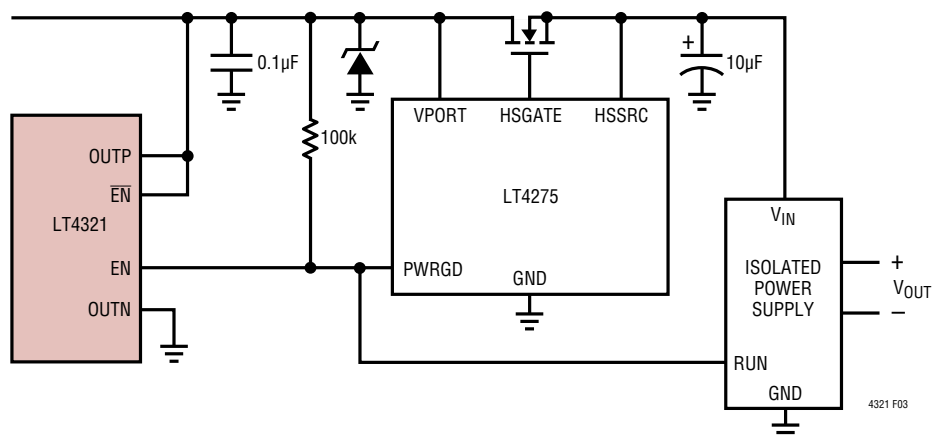 0.1µF
+
10µF
VPORT HSGATE HSSRC
100k
OUTP
LT4275
EN
VIN
LT4321
ISOLATED
POWER
SUPPLY
+
VOUT
–
EN
PWRGD
GND
OUTN
RUN
GND
4321 F03